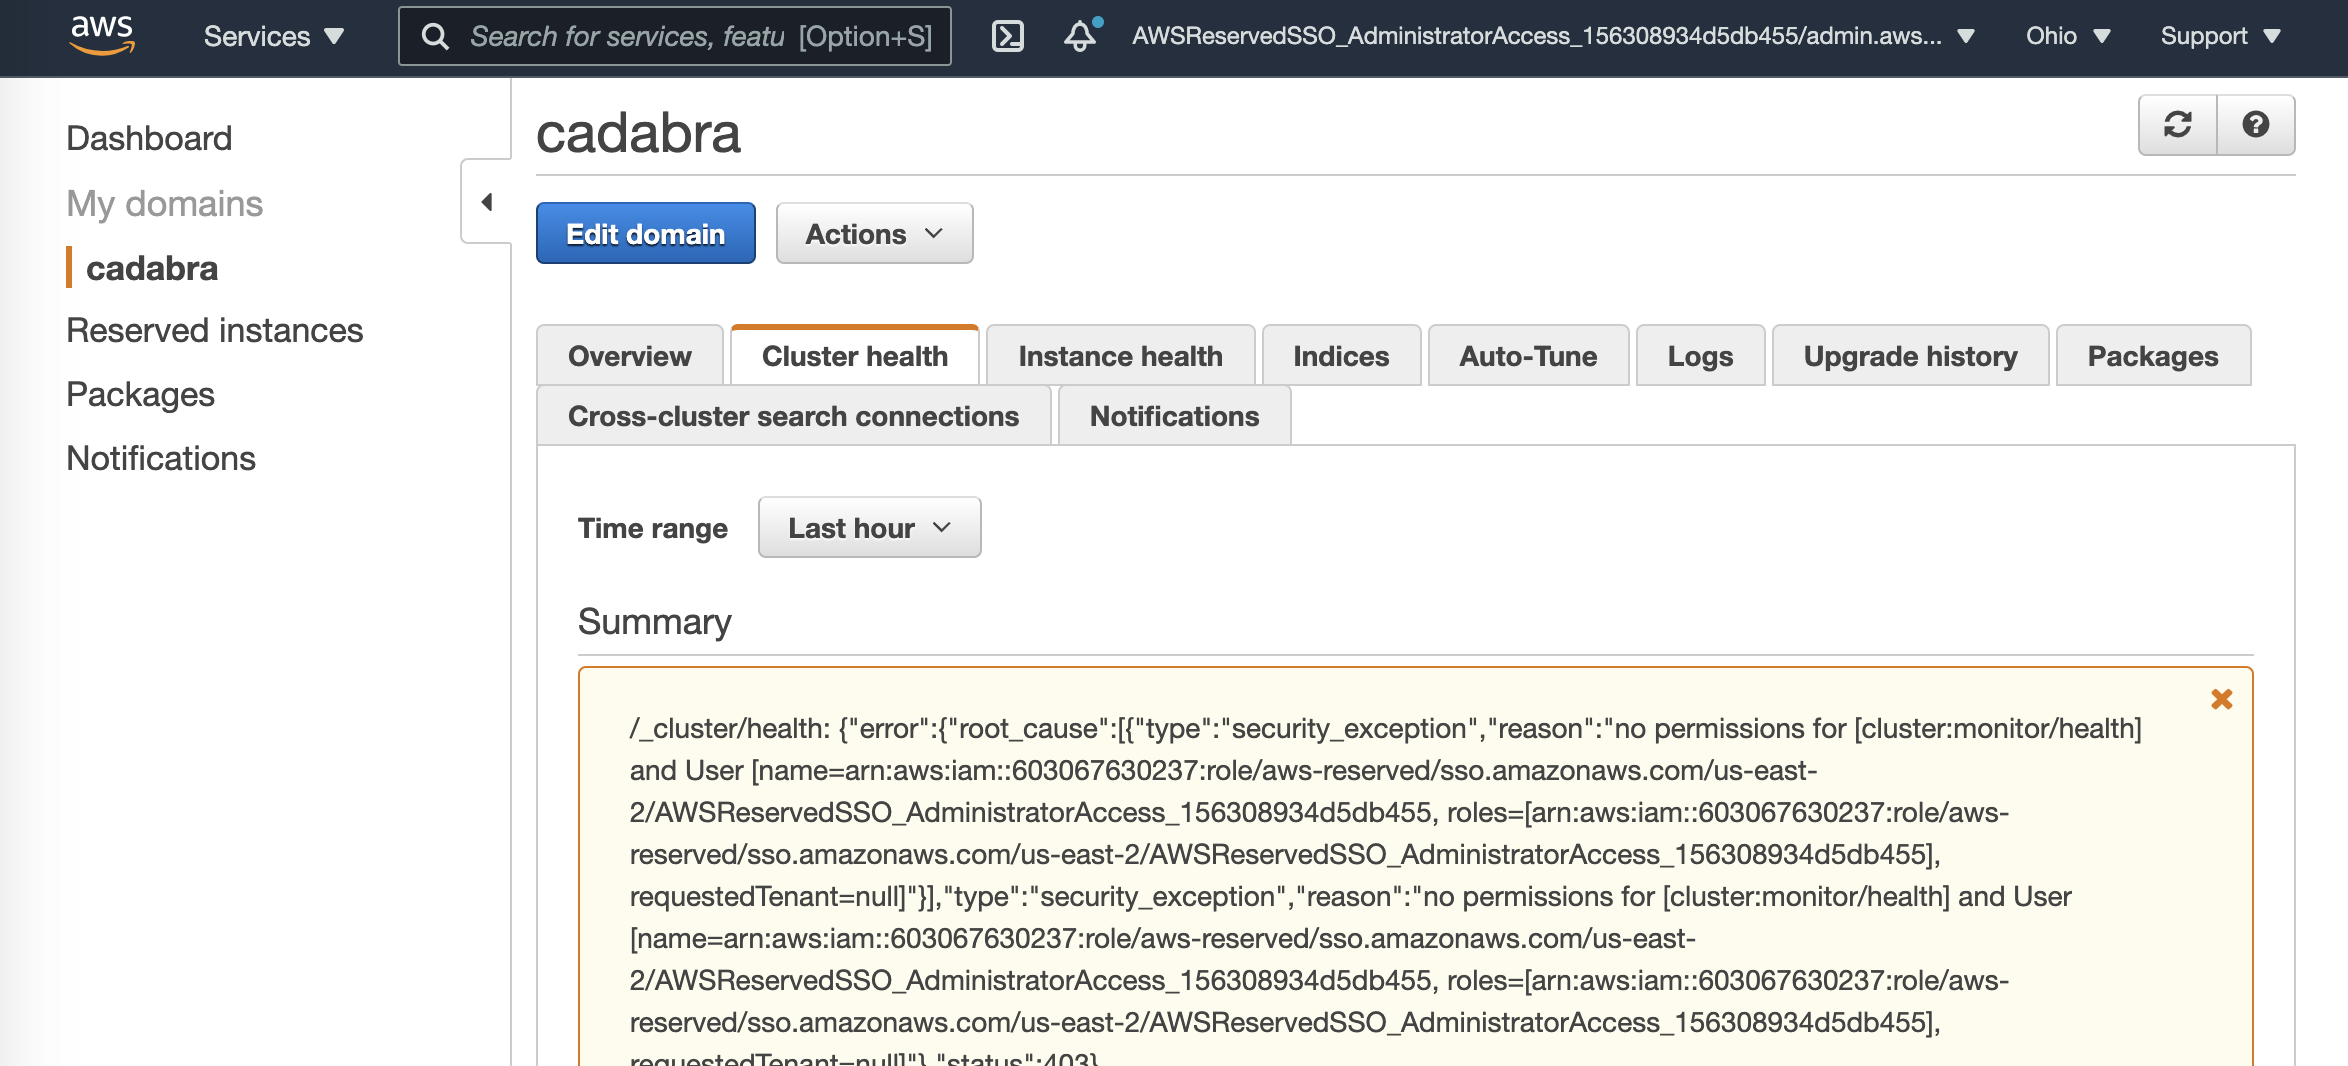 aws Services Search for services, featu [Option+S] AWSReservedSSO_AdministratorAccess_156308934d5db455/admin.aws... Ohio Support
Dashboard
My domains
cadabra
Reserved instances
Packages
Notifications
cadabra
Edit domain Actions
Overview Cluster health Instance health Indices Auto-Tune Logs Upgrade history Packages
Cross-cluster search connections Notifications
Time range Last hour
Summary
/_cluster/health: {"error":{"root_cause":[{"type":"security_exception","reason":"no permissions for [cluster:monitor/health]
and User [name=arn:aws:iam::603067630237:role/aws-reserved/sso.amazonaws.com/us-east-
2/AWSReservedSSO_AdministratorAccess_156308934d5db455, roles=[arn:aws:iam::603067630237:role/aws-
reserved/sso.amazonaws.com/us-east-2/AWSReservedSSO_AdministratorAccess_156308934d5db455],
requestedTenant=null]"}],"type":"security_exception","reason":"no permissions for [cluster:monitor/health] and User
[name=arn:aws:iam::603067630237:role/aws-reserved/sso.amazonaws.com/us-east-
2/AWSReservedSSO_AdministratorAccess_156308934d5db455, roles=[arn:aws:iam::603067630237:role/aws-
reserved/sso.amazonaws.com/us-east-2/AWSReservedSSO_AdministratorAccess_156308934d5db455],
requestedTenant=null]"},"status":403}